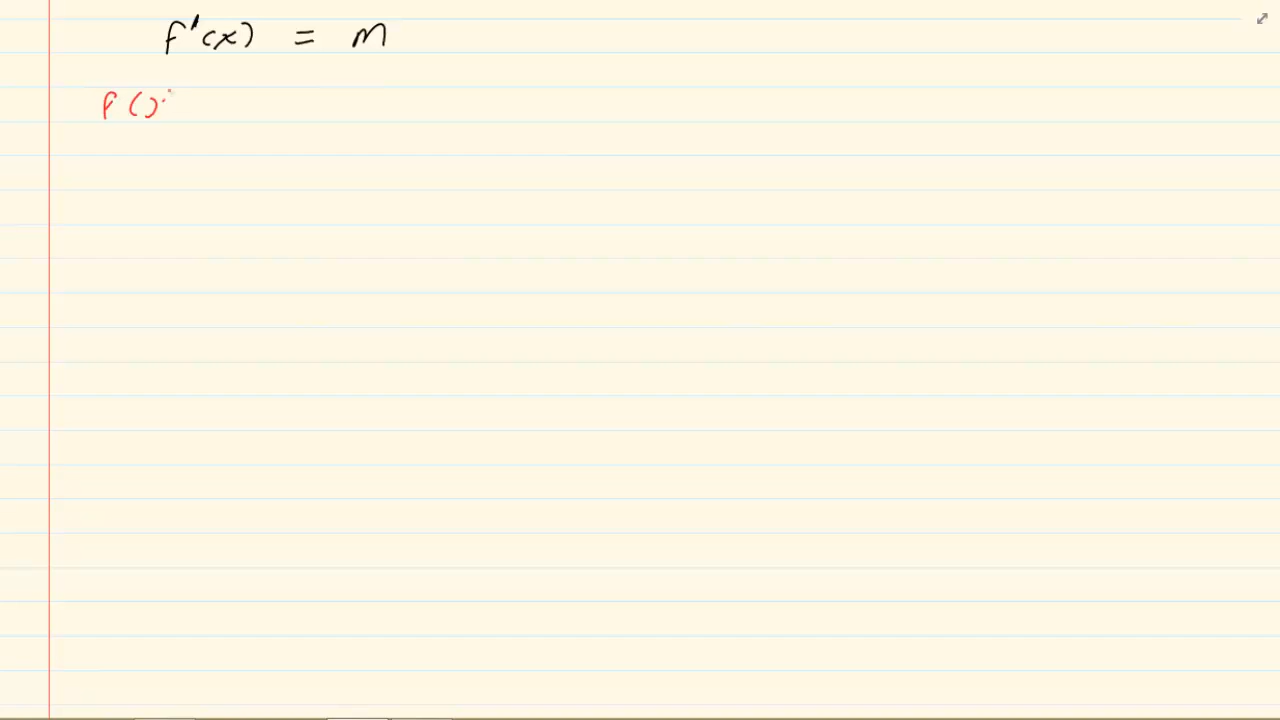 f'(x) = m
f ()